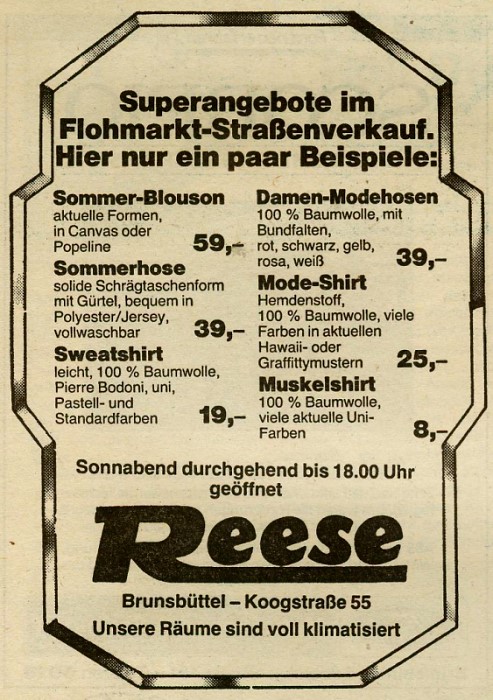 Superangebote im
Flohmarkt-Straßenverkauf.
Hier nur ein paar Beispiele:
Sommer-Blouson
aktuelle Formen,
in Canvas oder
Popeline 59,–
Sommerhose
solide Schrägtaschenform
mit Gürtel, bequem in
Polyester/Jersey,
vollwaschbar 39,–
Sweatshirt
leicht, 100 % Baumwolle,
Pierre Bodoni, uni,
Pastell- und
Standardfarben 19,–
Damen-Modehosen
100 % Baumwolle, mit
Bundfalten,
rot, schwarz, gelb,
rosa, weiß 39,–
Mode-Shirt
Hemdenstoff,
100 % Baumwolle, viele
Farben in aktuellen
Hawaii- oder
Graffittymustern 25,–
Muskelshirt
100 % Baumwolle,
viele aktuelle Uni-
Farben 8,–
Sonnabend durchgehend bis 18.00 Uhr
geöffnet
Reese
Brunsbüttel – Koogstraße 55
Unsere Räume sind voll klimatisiert